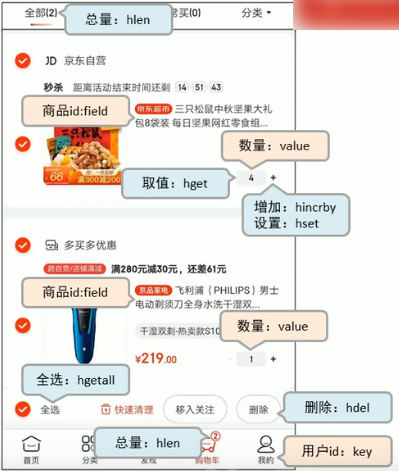 全部(2)
总量：hlen
常买(0)
分类
JD 京东自营
秒杀 距离活动结束时间还剩 14 : 51 : 43
商品id:field
京东超市 三只松鼠中秋坚果大礼
包8袋装 每日坚果网红零食组...
三只松鼠
66
满300减200
数量：value
取值：hget
4 +
增加：hincrby
设置：hset
多买多优惠
跨自营/店铺满减 满280元减30元，还差61元
商品id:field
京品家电 飞利浦（PHILIPS）男士
电动剃须刀全身水洗干湿双...
干湿双剃-热卖款S10
数量：value
¥219.00
1 +
全选：hgetall
全选
快速清理
移入关注
删除
删除：hdel
总量：hlen
2
首页
分类
发现
购物车
我的
用户id：key